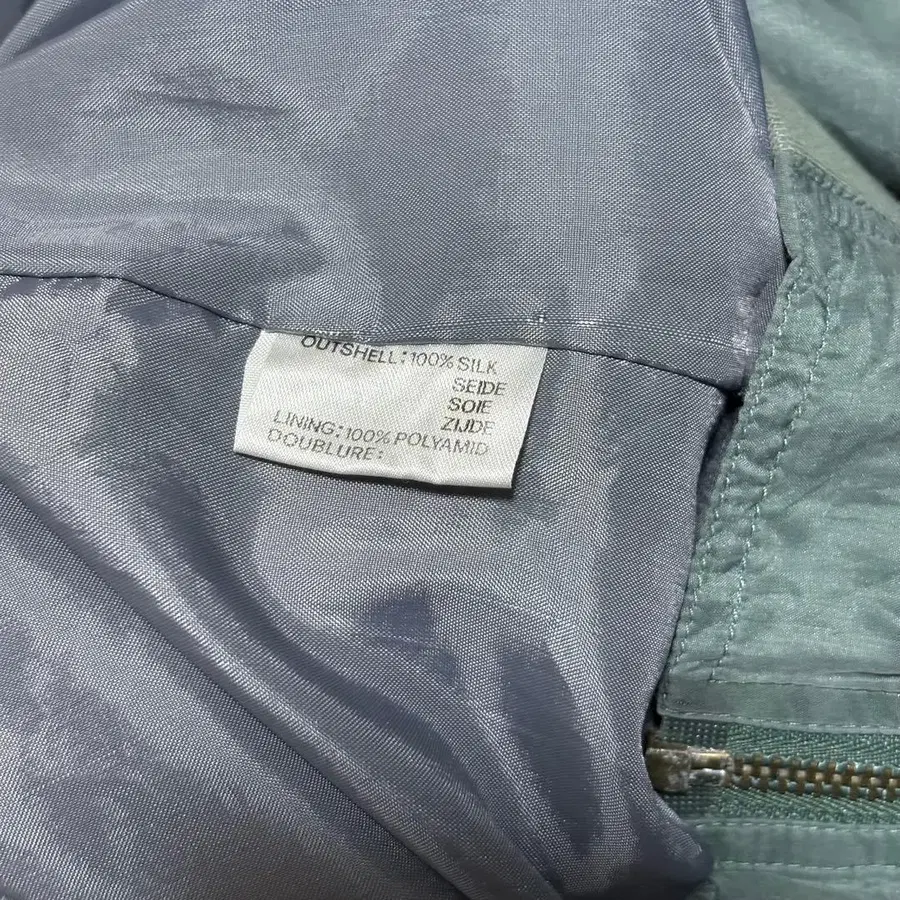 OUTSHELL:100% SILK
SEIDE
SOIE
ZIJDE
LINING:100% POLYAMID
DOUBLURE: